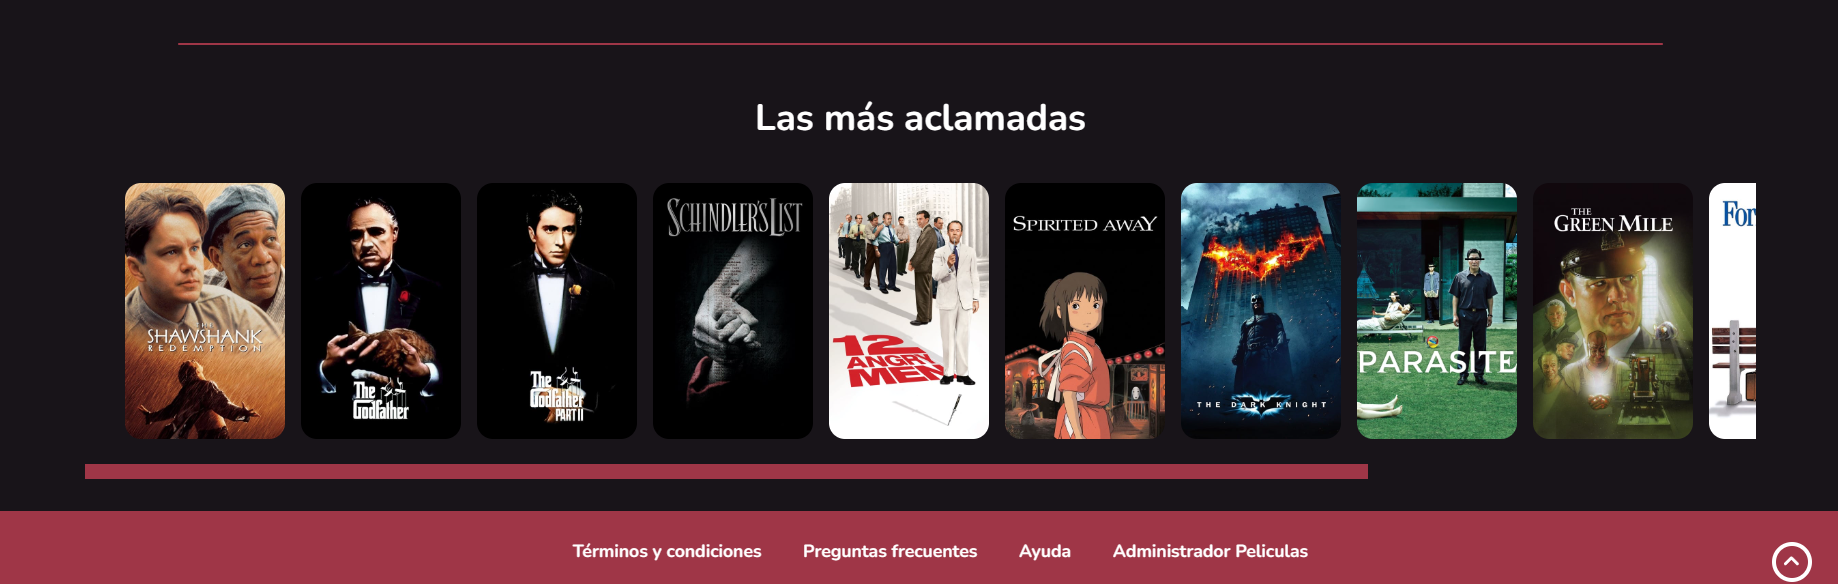 Las más aclamadas
THE
SHAWSHANK
REDEMPTION
The
Godfather
The
Godfather
PART II
SCHINDLER'S LIST
12
ANGRY
MEN
SPIRITED AWAY
THE DARK KNIGHT
PARASITE
THE
GREEN MILE
For
Términos y condiciones
Preguntas frecuentes
Ayuda
Administrador Peliculas